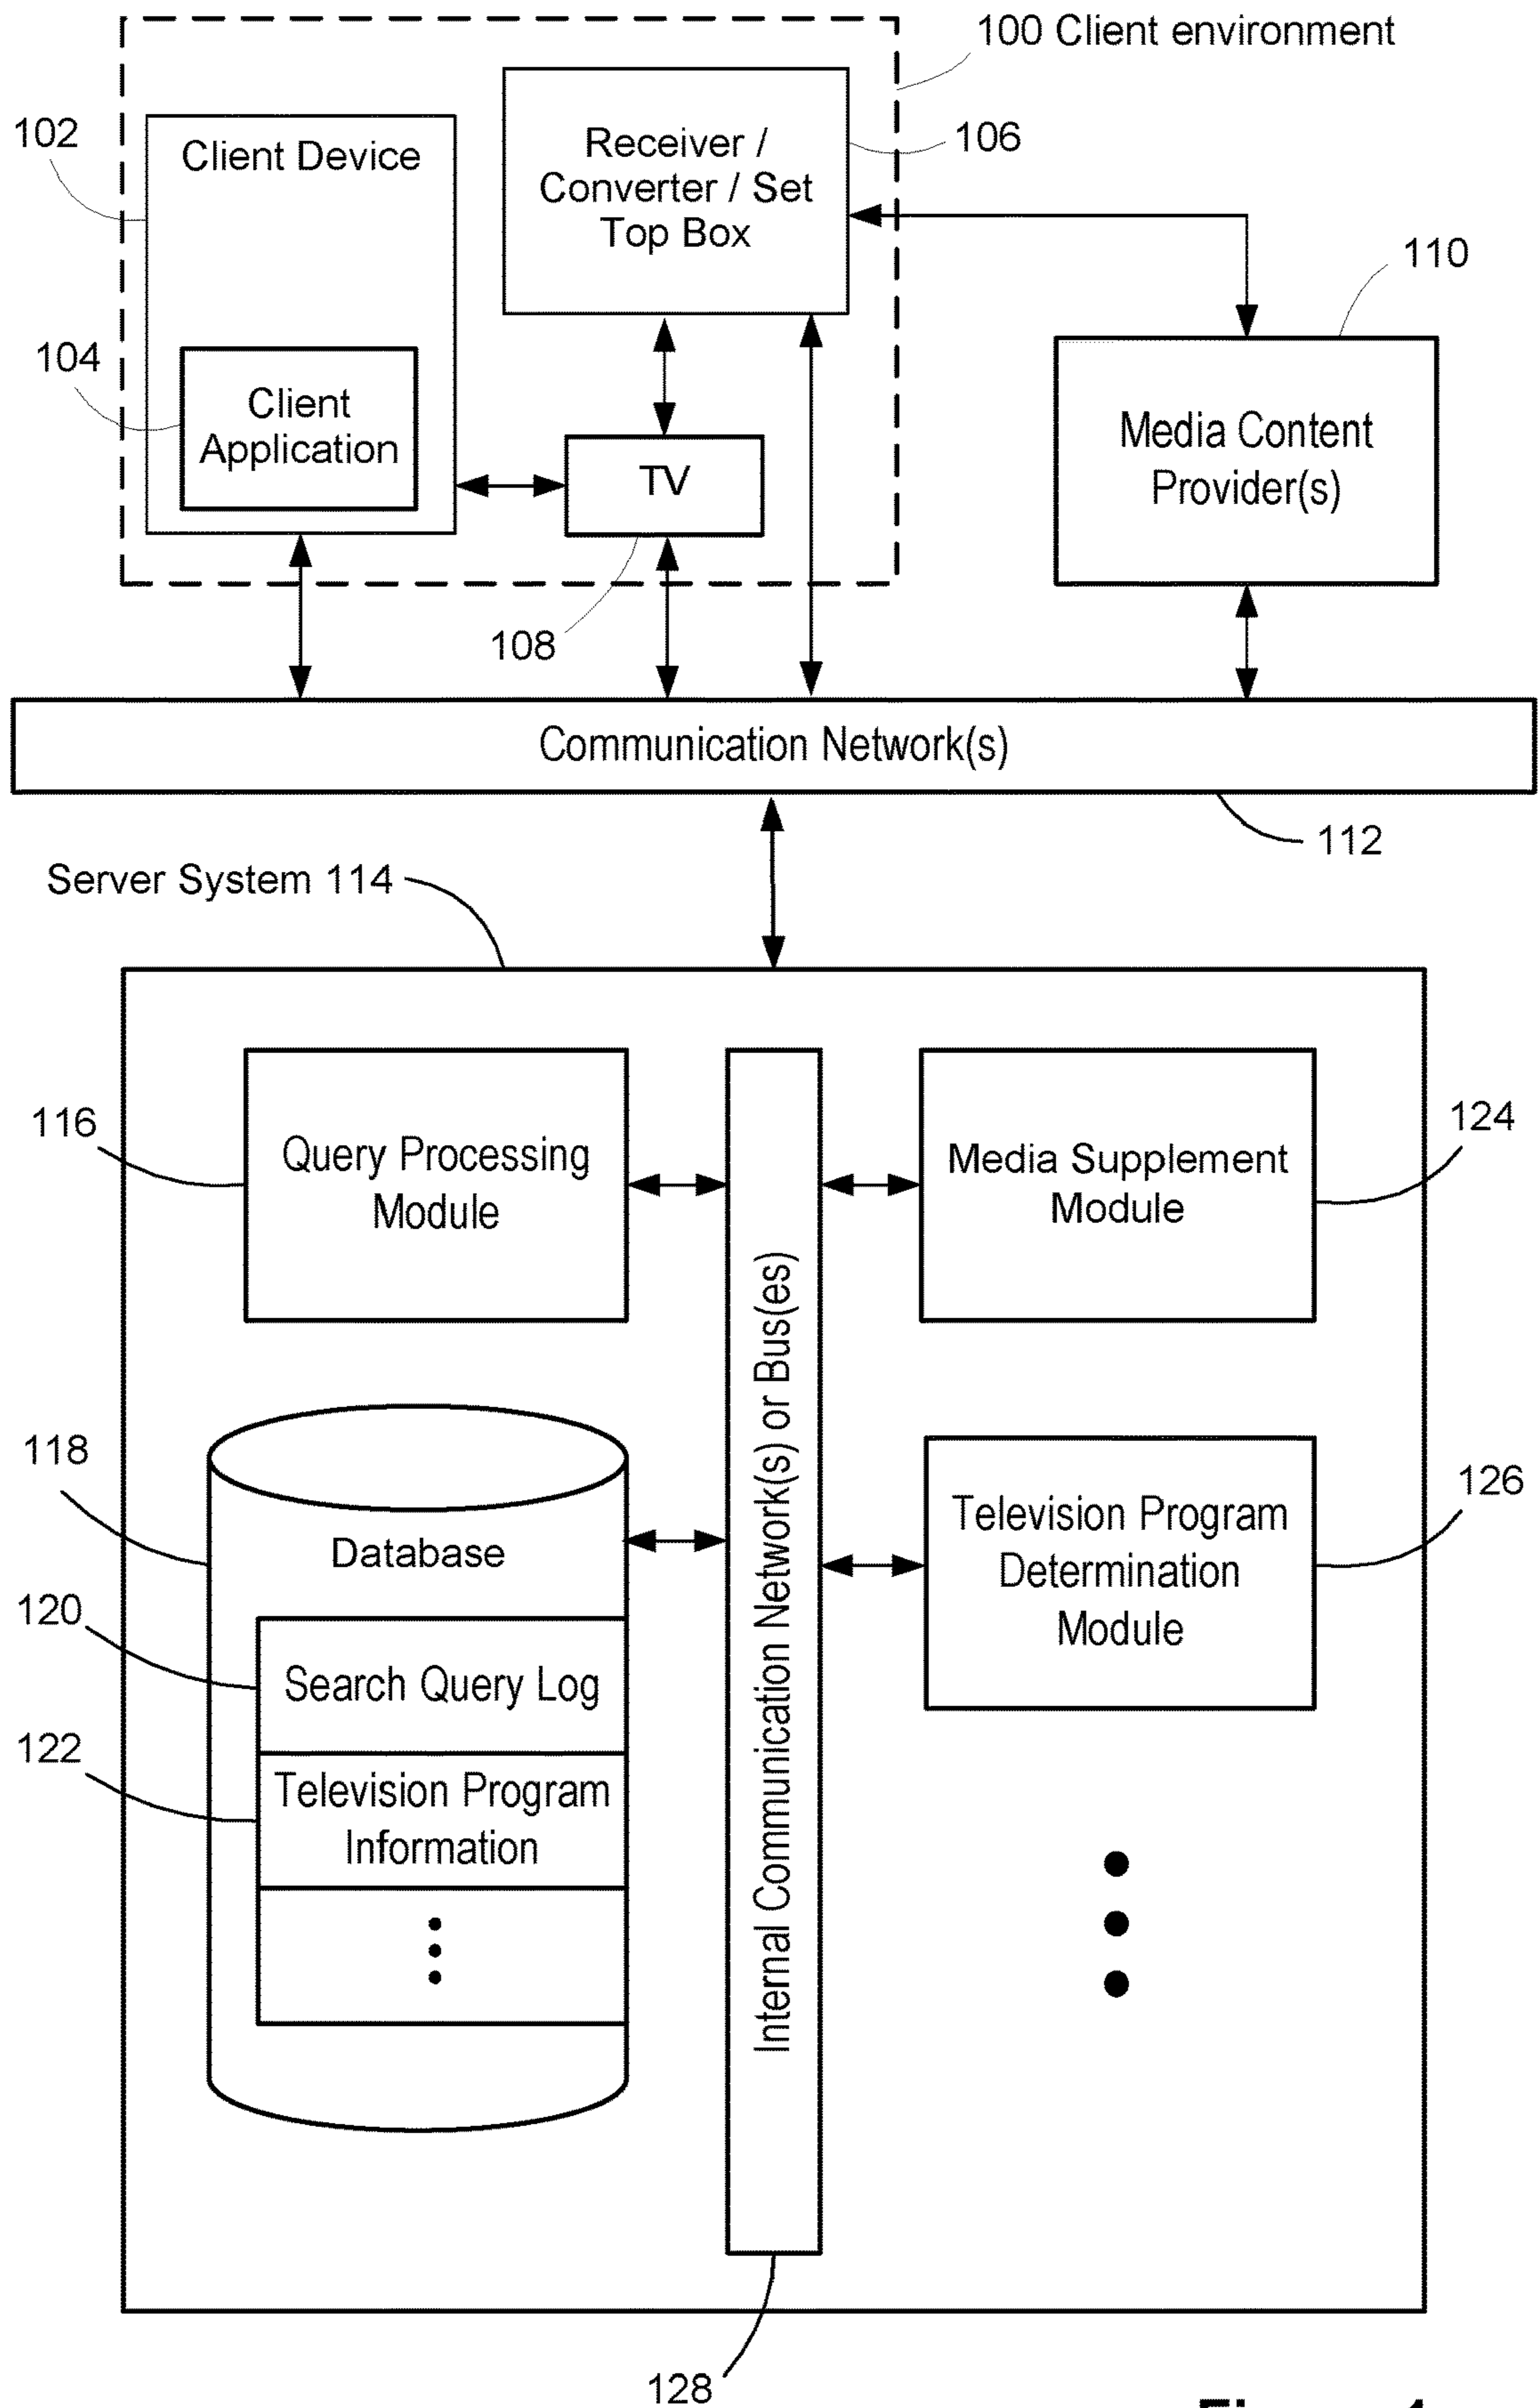 100 Client environment
102
Client Device
Receiver /
Converter / Set
Top Box
106
110
104
Client
Application
TV
Media Content
Provider(s)
108
Communication Network(s)
112
Server System 114
116
Query Processing
Module
Media Supplement
Module
124
Internal Communication Network(s) or Bus(es)
118
Database
Television Program
Determination
Module
126
120
Search Query Log
122
Television Program
Information
128